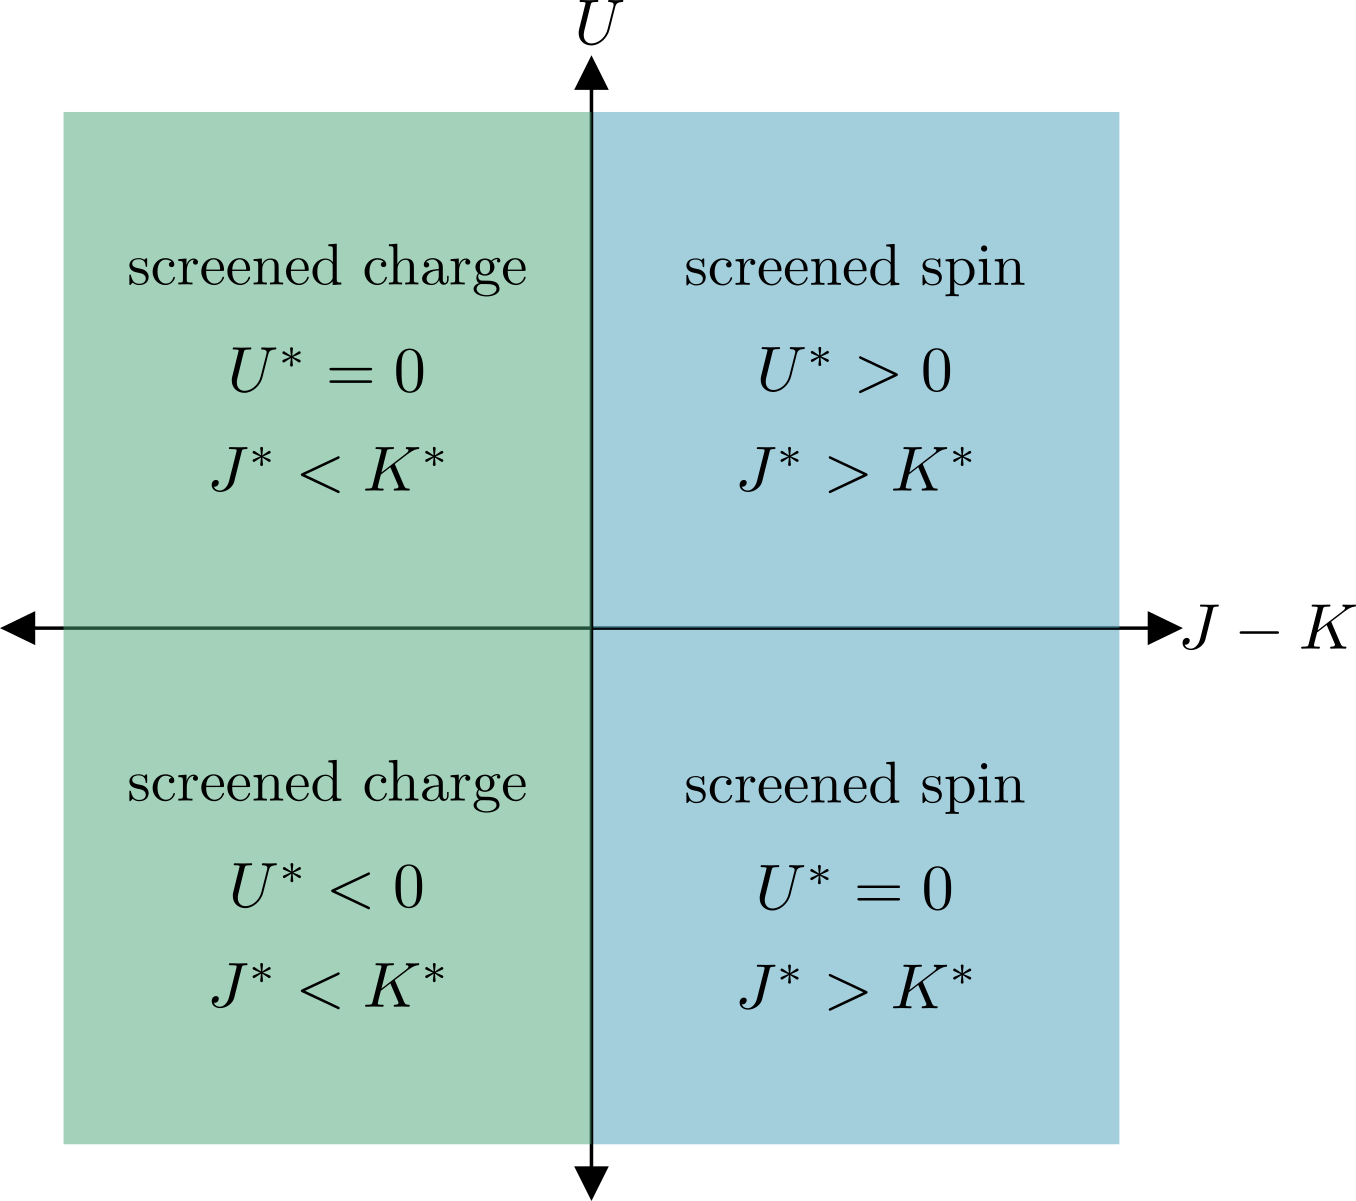 U
screened charge
U* = 0
J* < K*
screened spin
U* > 0
J* > K*
J − K
screened charge
U* < 0
J* < K*
screened spin
U* = 0
J* > K*